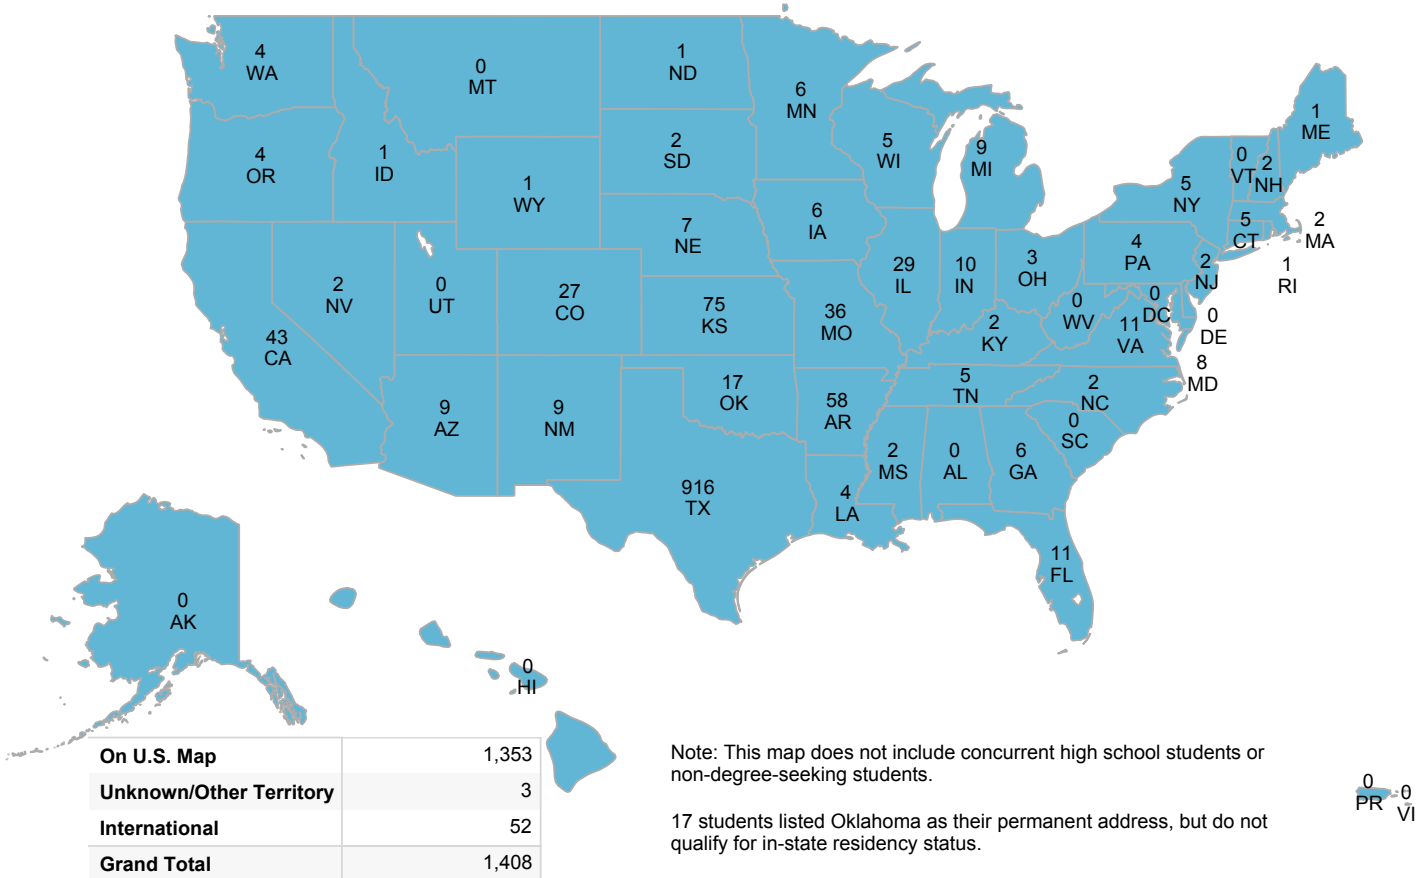 4
WA
0
MT
1
ND
6
MN
5
WI
9
MI
1
ME
4
OR
1
ID
1
WY
2
SD
0
VT
2
NH
5
NY
2
MA
5
CT
1
RI
6
IA
7
NE
2
NV
0
UT
27
CO
75
KS
36
MO
29
IL
10
IN
3
OH
4
PA
2
NJ
0
DC
0
DE
0
WV
11
VA
8
MD
2
KY
43
CA
9
AZ
9
NM
17
OK
58
AR
5
TN
2
NC
0
SC
2
MS
0
AL
6
GA
916
TX
4
LA
11
FL
0
AK
0
HI
On U.S. Map 1,353
Unknown/Other Territory 3
International 52
Grand Total 1,408
Note: This map does not include concurrent high school students or
non-degree-seeking students.
17 students listed Oklahoma as their permanent address, but do not
qualify for in-state residency status.
0
PR
0
VI